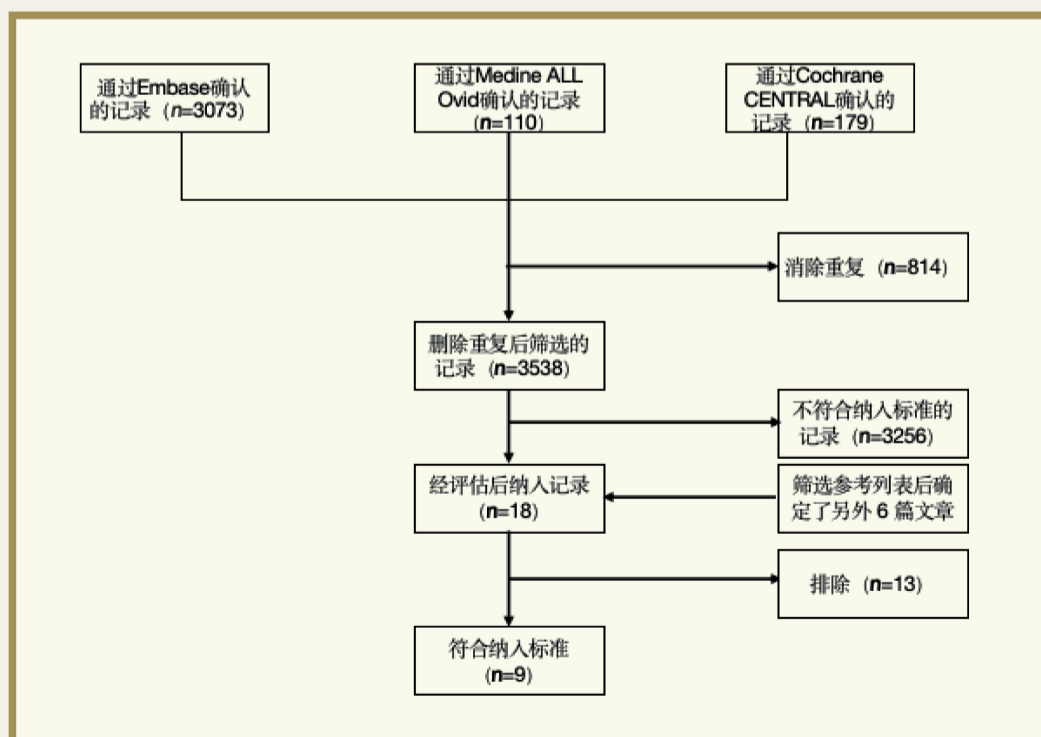 通过Embase确认
的记录（n=3073）
通过Medine ALL
Ovid确认的记录
（n=110）
通过Cochrane
CENTRAL确认的
记录（n=179）
消除重复（n=814）
删除重复后筛选的
记录（n=3538）
不符合纳入标准的
记录（n=3256）
经评估后纳入记录
（n=18）
筛选参考列表后确
定了另外 6 篇文章
排除（n=13）
符合纳入标准
（n=9）